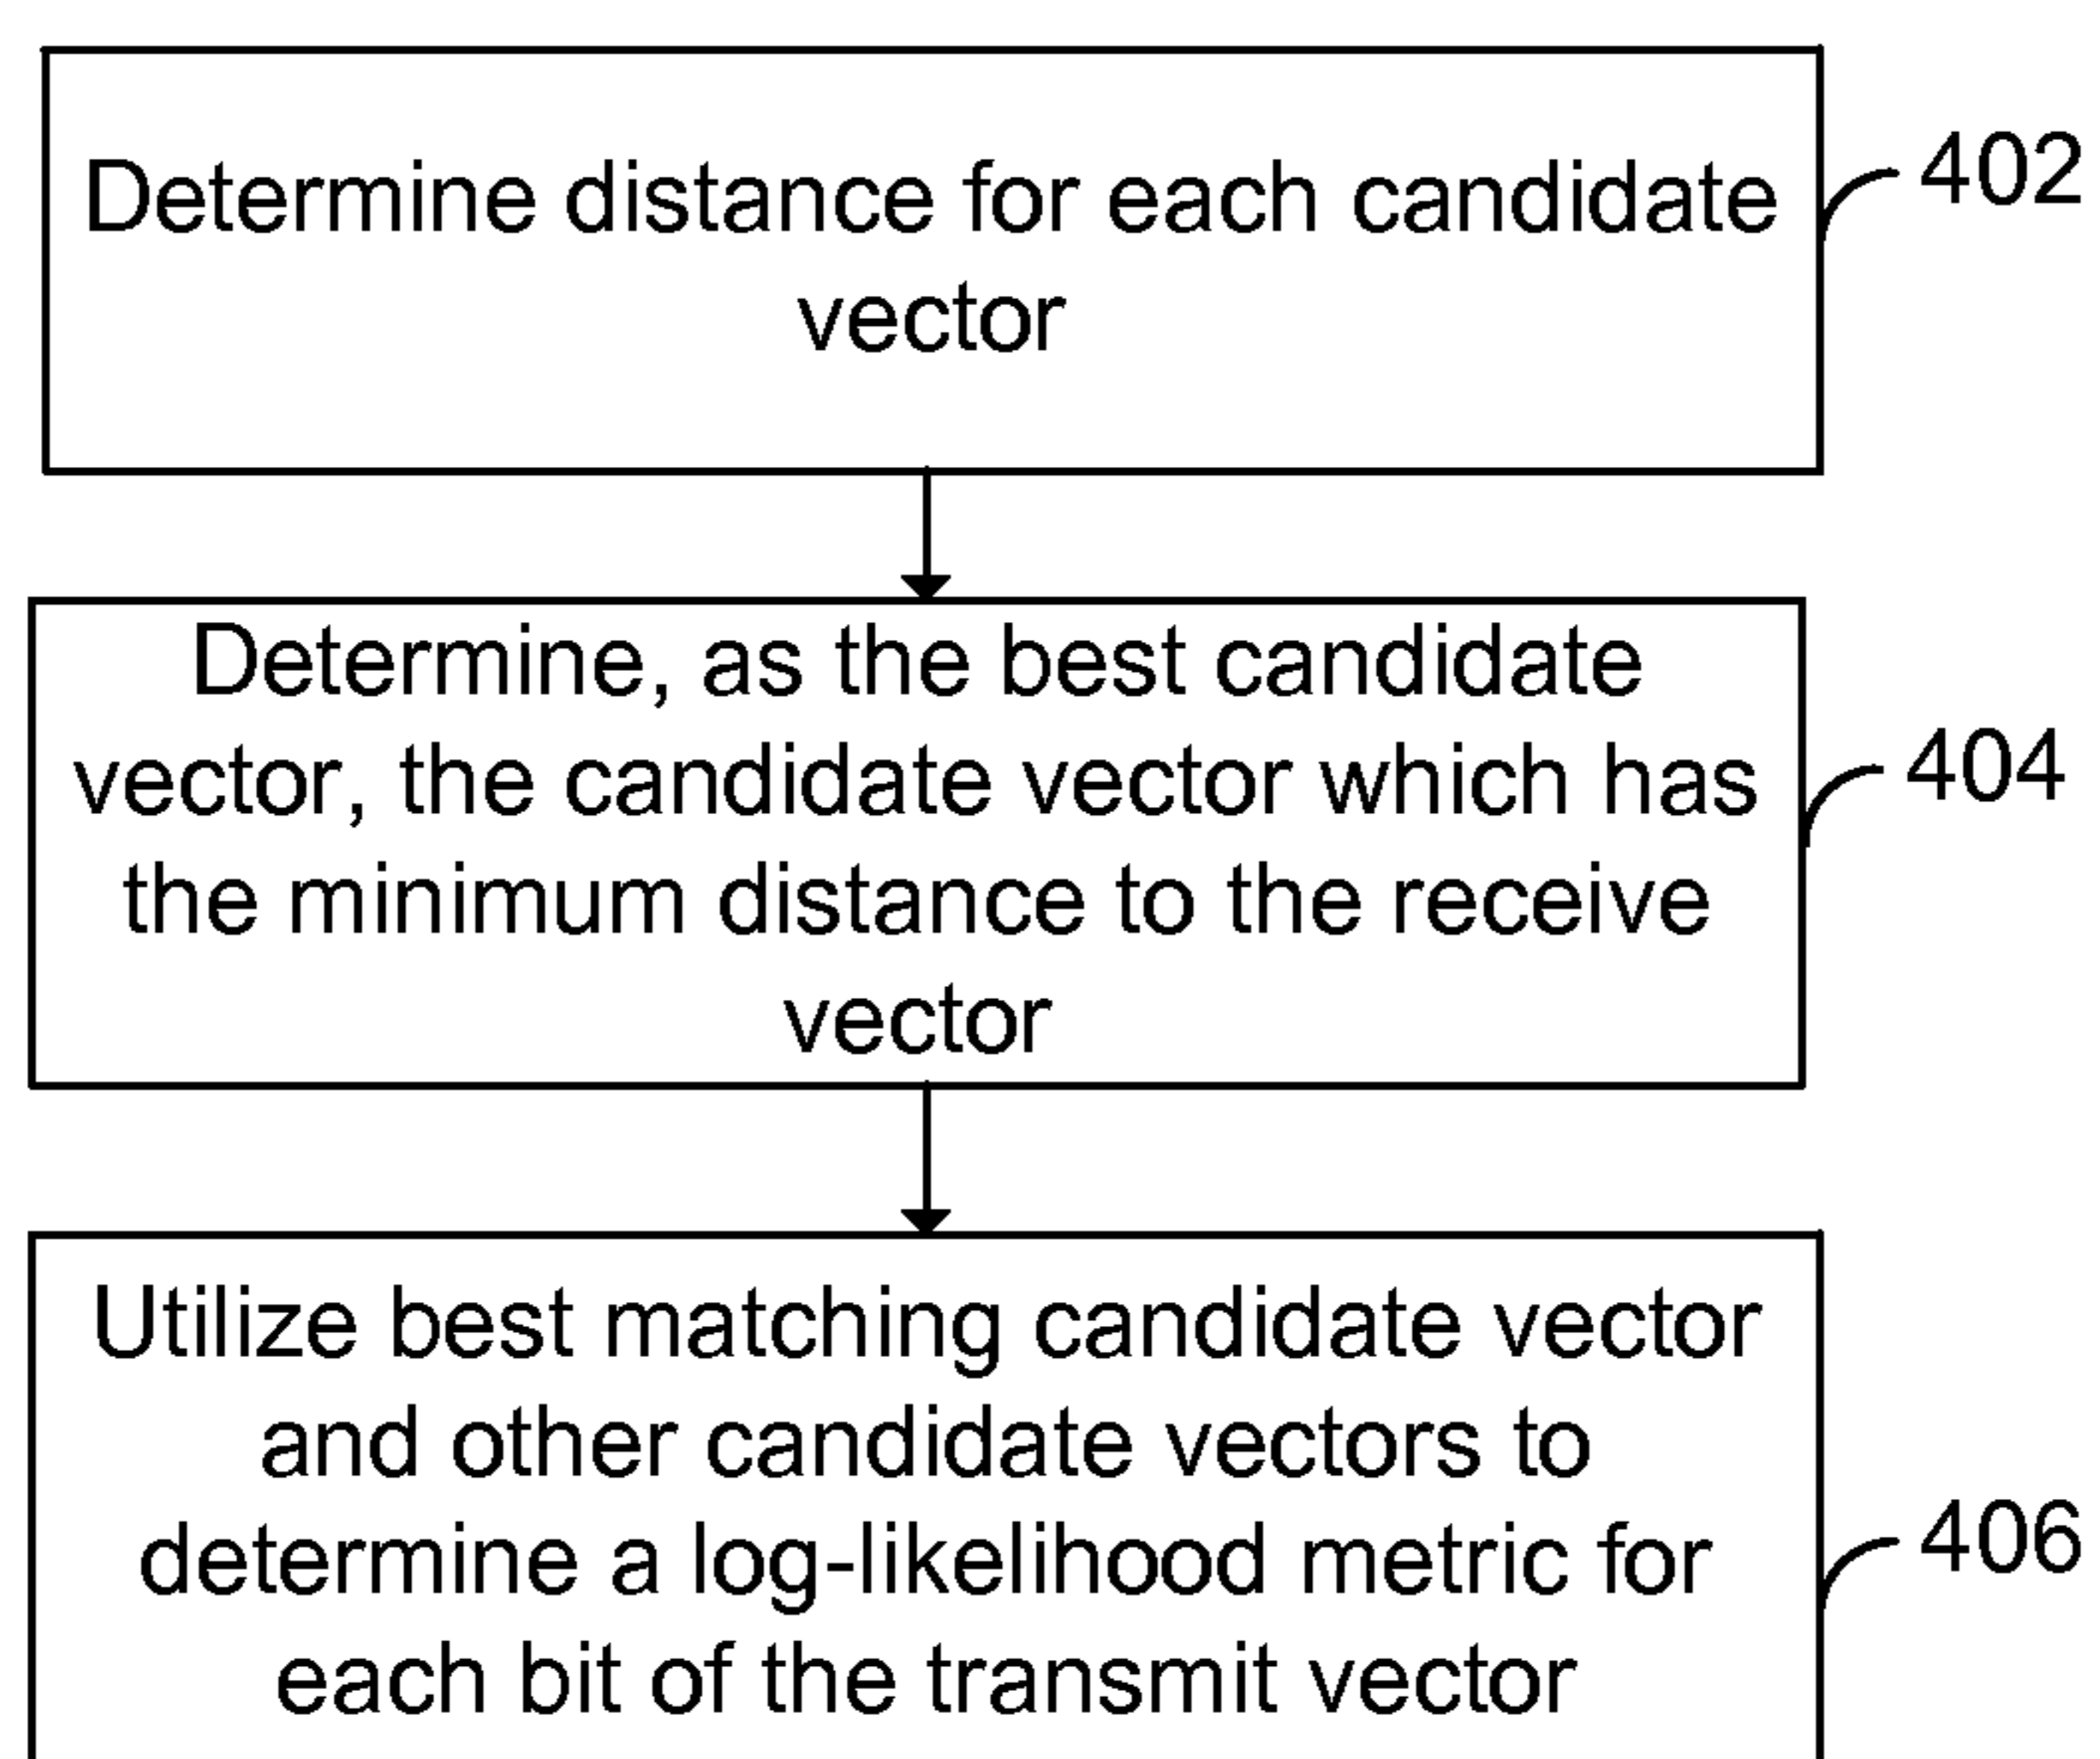 Determine distance for each candidate
vector
402
Determine, as the best candidate
vector, the candidate vector which has
the minimum distance to the receive
vector
404
Utilize best matching candidate vector
and other candidate vectors to
determine a log-likelihood metric for
each bit of the transmit vector
406